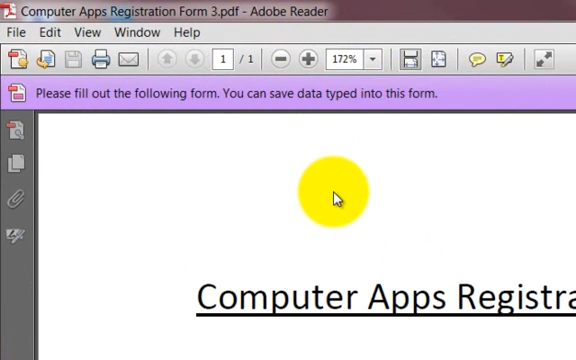 Computer Apps Registration Form 3.pdf - Adobe Reader
File Edit View Window Help
1 / 1 172%
Please fill out the following form. You can save data typed into this form.
Computer Apps Registra